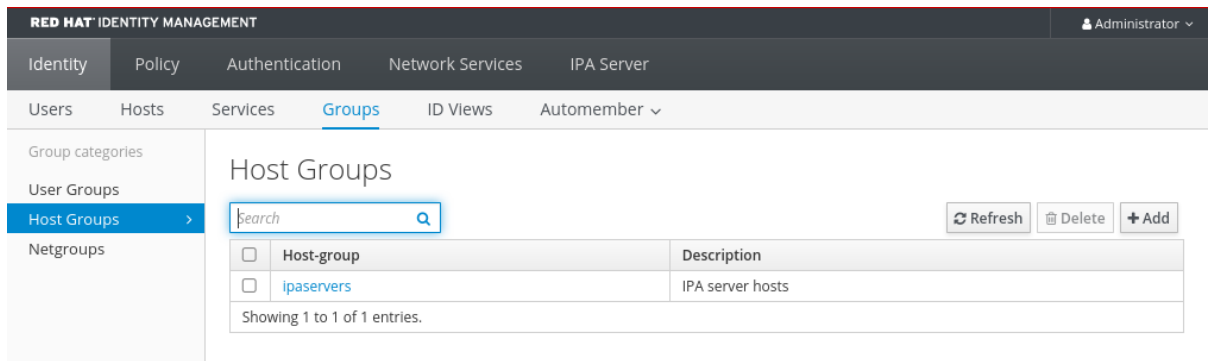 RED HAT® IDENTITY MANAGEMENT Administrator
Identity Policy Authentication Network Services IPA Server
Users Hosts Services Groups ID Views Automember
Group categories
User Groups
Host Groups
Netgroups
Host Groups
Search
Refresh Delete Add
Host-group Description
ipaservers IPA server hosts
Showing 1 to 1 of 1 entries.